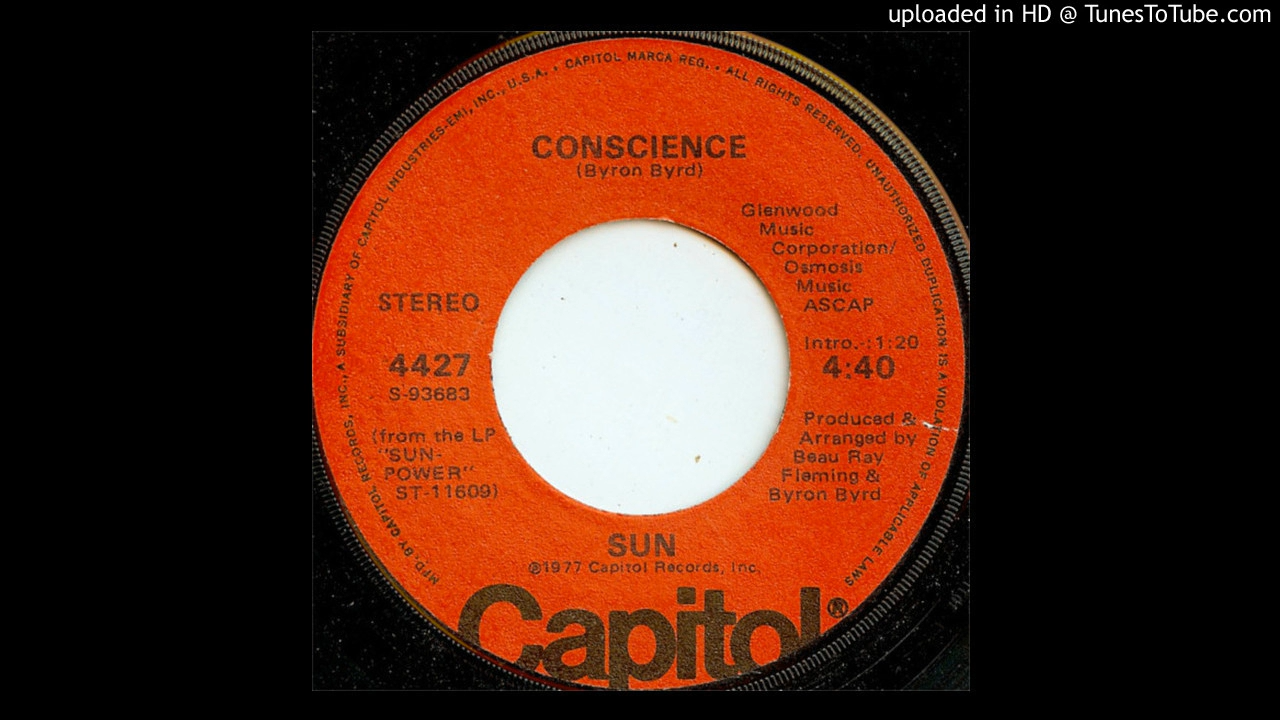 uploaded in HD @ TunesToTube.com
MFD. BY CAPITOL RECORDS, INC., A SUBSIDIARY OF CAPITOL INDUSTRIES-EMI, INC., U.S.A. . CAPITOL MARCA REG. . ALL RIGHTS RESERVED. UNAUTHORIZED DUPLICATION IS A VIOLATION OF APPLICABLE LAWS
CONSCIENCE
(Byron Byrd)
Glenwood
Music
Corporation/
Osmosis
Music
ASCAP
STEREO
Intro.-:1:20
4427
4:40
S-93683
(from the LP
"SUN-
POWER"
ST-11609)
Produced &
Arranged by
Beau Ray
Fleming &
Byron Byrd
SUN
℗1977 Capitol Records, Inc.
Capitol®